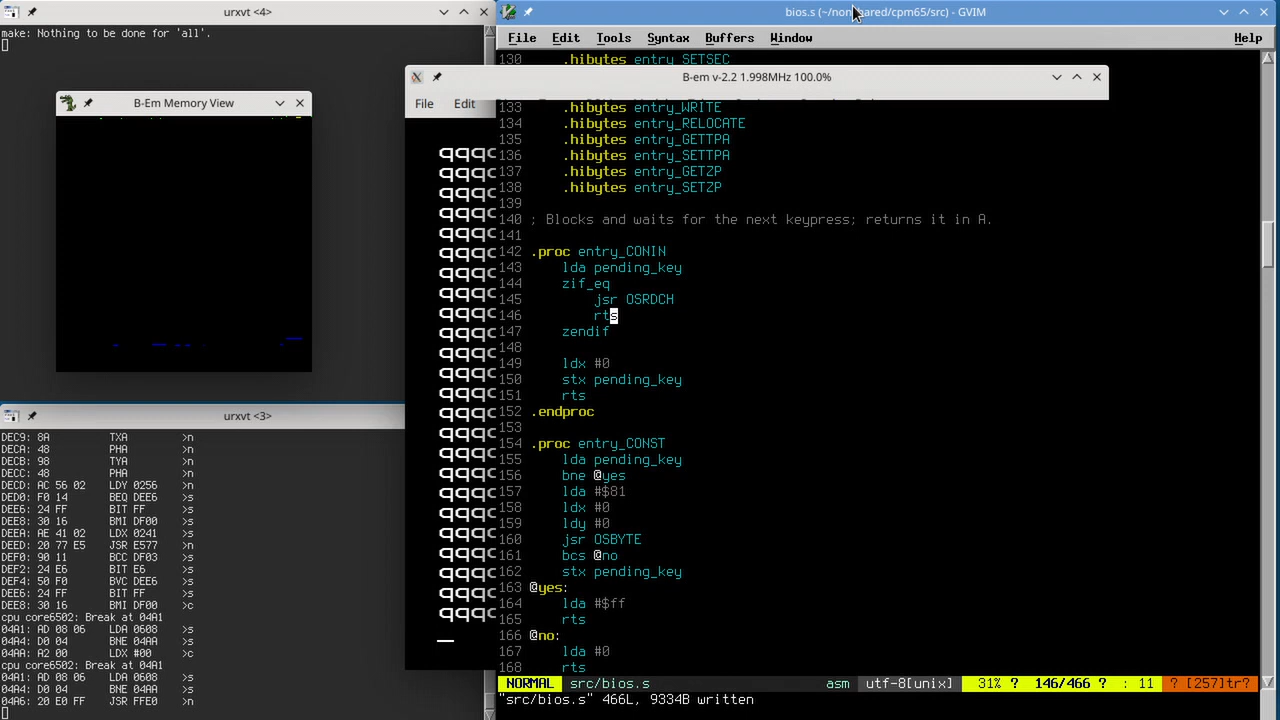 urxvt <4>
make: Nothing to be done for 'all'.
B-Em Memory View
urxvt <3>
DEC9: 8A TXA >n
DECA: 48 PHA >n
DECB: 98 TYA >n
DECC: 48 PHA >n
DECD: AC 56 02 LDY 0256 >n
DED0: F0 14 BEQ DEE6 >s
DEE6: 24 FF BIT FF >s
DEE8: 30 16 BMI DF00 >s
DEEA: AE 41 02 LDX 0241 >s
DEED: 20 77 E5 JSR E577 >n
DEF0: 90 11 BCC DF03 >s
DEF2: 24 E6 BIT E6 >s
DEF4: 50 F0 BVC DEE6 >s
DEE6: 24 FF BIT FF >s
DEE8: 30 16 BMI DF00 >c
cpu core6502: Break at 04A1
04A1: AD 08 06 LDA 0608 >s
04A4: D0 04 BNE 04AA >s
04AA: A2 00 LDX #00 >c
cpu core6502: Break at 04A1
04A1: AD 08 06 LDA 0608 >s
04A4: D0 04 BNE 04AA >s
04A6: 20 E0 FF JSR FFE0 >n
B-em v-2.2 1.998MHz 100.0%
File Edit
bios.s (~/nonshared/cpm65/src) - GVIM
File Edit Tools Syntax Buffers Window Help
130 .hibytes entry_SETSEC
133 .hibytes entry_WRITE
134 .hibytes entry_RELOCATE
135 .hibytes entry_GETTPA
136 .hibytes entry_SETTPA
137 .hibytes entry_GETZP
138 .hibytes entry_SETZP
139
140 ; Blocks and waits for the next keypress; returns it in A.
141
142 .proc entry_CONIN
143 lda pending_key
144 zif_eq
145 jsr OSRDCH
146 rts
147 zendif
148
149 ldx #0
150 stx pending_key
151 rts
152 .endproc
153
154 .proc entry_CONST
155 lda pending_key
156 bne @yes
157 lda #$81
158 ldx #0
159 ldy #0
160 jsr OSBYTE
161 bcs @no
162 stx pending_key
163 @yes:
164 lda #$ff
165 rts
166 @no:
167 lda #0
168 rts
NORMAL src/bios.s asm utf-8[unix] 31% ? 146/466 ? : 11 ? [257]tr?
"src/bios.s" 466L, 9334B written